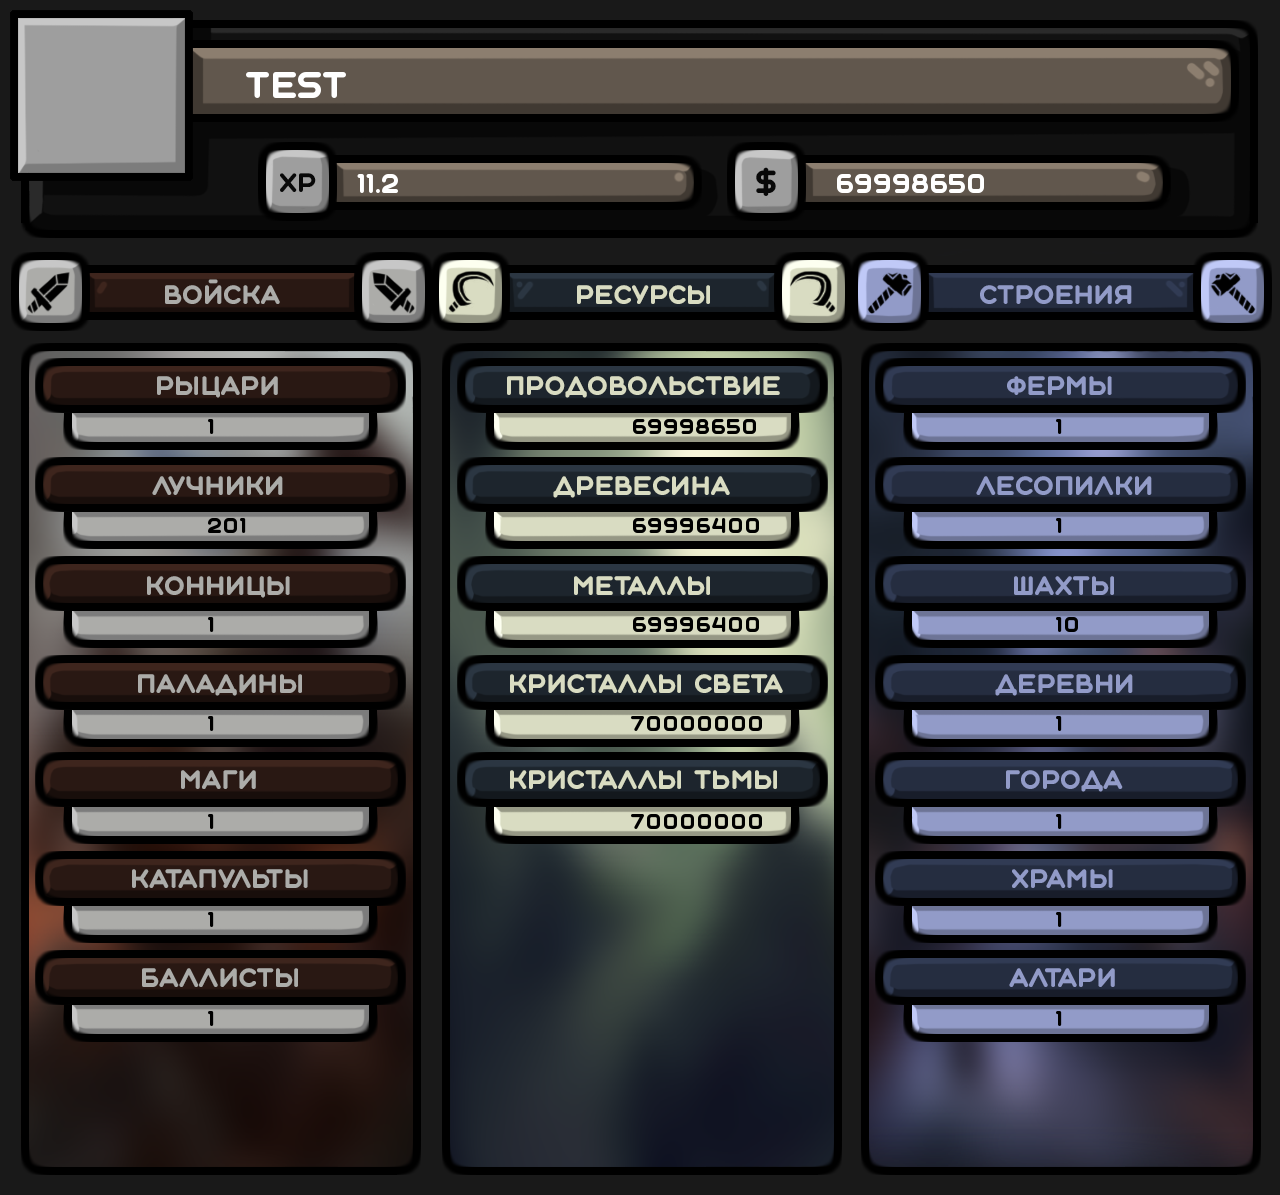 TEST
XP 11.2 $ 69998650
ВОЙСКА РЕСУРСЫ СТРОЕНИЯ
РЫЦАРИ
1
ЛУЧНИКИ
201
КОННИЦЫ
1
ПАЛАДИНЫ
1
МАГИ
1
КАТАПУЛЬТЫ
1
БАЛЛИСТЫ
1
ПРОДОВОЛЬСТВИЕ
69998650
ДРЕВЕСИНА
69996400
МЕТАЛЛЫ
69996400
КРИСТАЛЛЫ СВЕТА
70000000
КРИСТАЛЛЫ ТЬМЫ
70000000
ФЕРМЫ
1
ЛЕСОПИЛКИ
1
ШАХТЫ
10
ДЕРЕВНИ
1
ГОРОДА
1
ХРАМЫ
1
АЛТАРИ
1